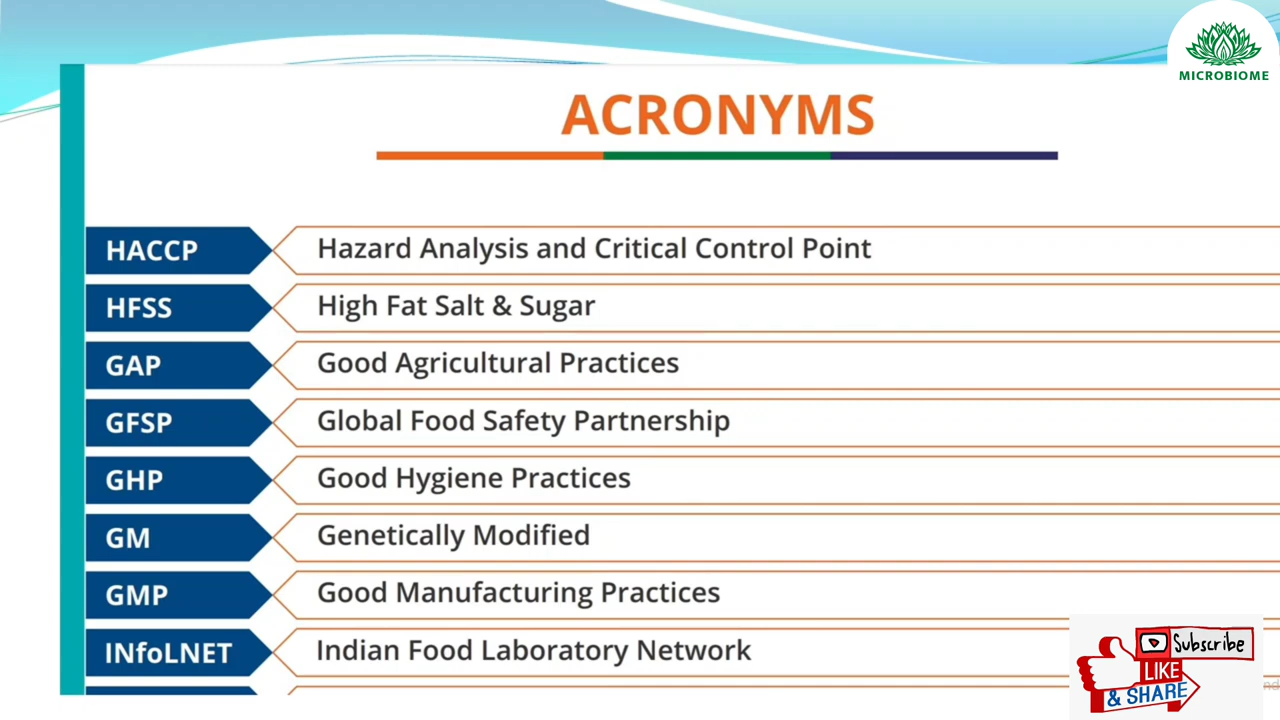 MICROBIOME
ACRONYMS
HACCP Hazard Analysis and Critical Control Point
HFSS High Fat Salt & Sugar
GAP Good Agricultural Practices
GFSP Global Food Safety Partnership
GHP Good Hygiene Practices
GM Genetically Modified
GMP Good Manufacturing Practices
INfoLNET Indian Food Laboratory Network
Subscribe
LIKE
& SHARE